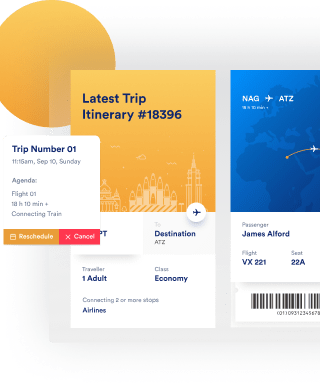 Latest Trip
Itinerary #18396
Trip Number 01
11:15am, Sep 10, Sunday
Agenda:
Flight 01
18 h 10 min +
Connecting Train
Reschedule
Cancel
PT
To
Destination
ATZ
Traveller
1 Adult
Class
Economy
Connecting 2 or more stops
Airlines
NAG ATZ
18 h 10 min +
Passenger
James Alford
Flight
VX 221
Seat
22A